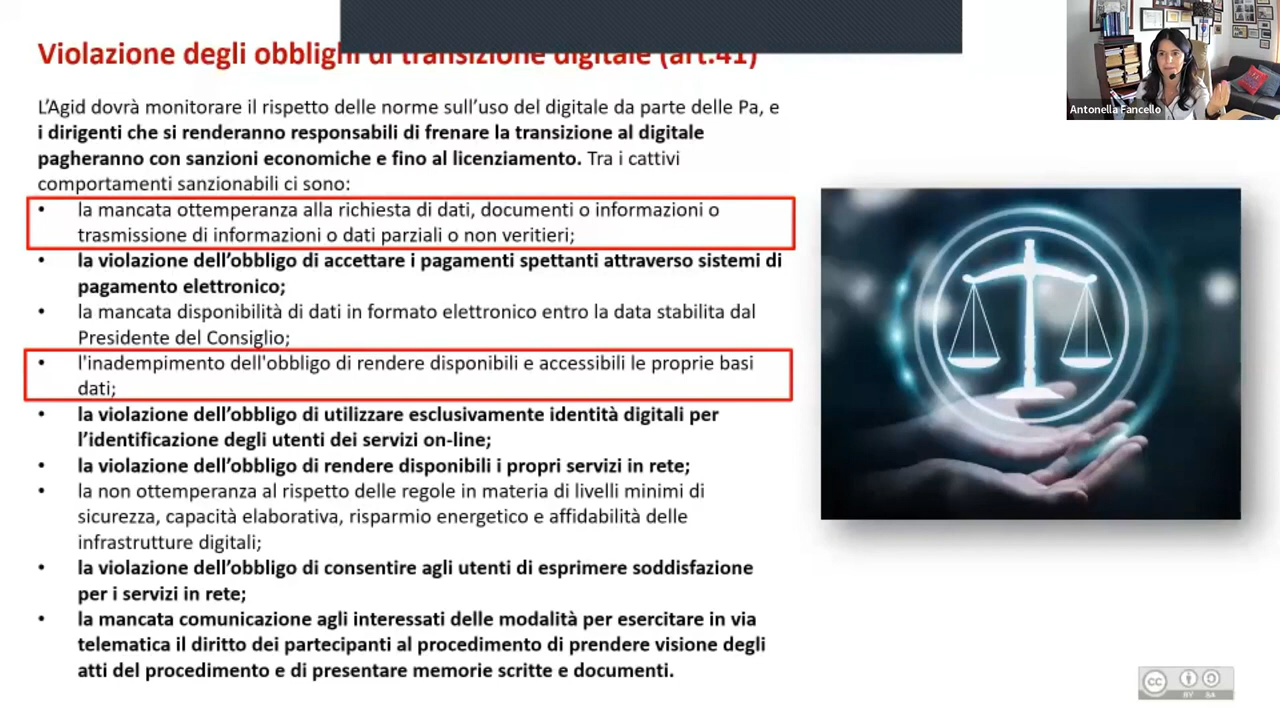 Violazione degli obblighi di transizione digitale (art.41)
Antonella Fancello
L’Agid dovrà monitorare il rispetto delle norme sull’uso del digitale da parte delle Pa, e
i dirigenti che si renderanno responsabili di frenare la transizione al digitale
pagheranno con sanzioni economiche e fino al licenziamento. Tra i cattivi
comportamenti sanzionabili ci sono:
• la mancata ottemperanza alla richiesta di dati, documenti o informazioni o
trasmissione di informazioni o dati parziali o non veritieri;
• la violazione dell’obbligo di accettare i pagamenti spettanti attraverso sistemi di
pagamento elettronico;
• la mancata disponibilità di dati in formato elettronico entro la data stabilita dal
Presidente del Consiglio;
• l'inadempimento dell'obbligo di rendere disponibili e accessibili le proprie basi
dati;
• la violazione dell’obbligo di utilizzare esclusivamente identità digitali per
l’identificazione degli utenti dei servizi on-line;
• la violazione dell’obbligo di rendere disponibili i propri servizi in rete;
• la non ottemperanza al rispetto delle regole in materia di livelli minimi di
sicurezza, capacità elaborativa, risparmio energetico e affidabilità delle
infrastrutture digitali;
• la violazione dell’obbligo di consentire agli utenti di esprimere soddisfazione
per i servizi in rete;
• la mancata comunicazione agli interessati delle modalità per esercitare in via
telematica il diritto dei partecipanti al procedimento di prendere visione degli
atti del procedimento e di presentare memorie scritte e documenti.
cc
BY SA